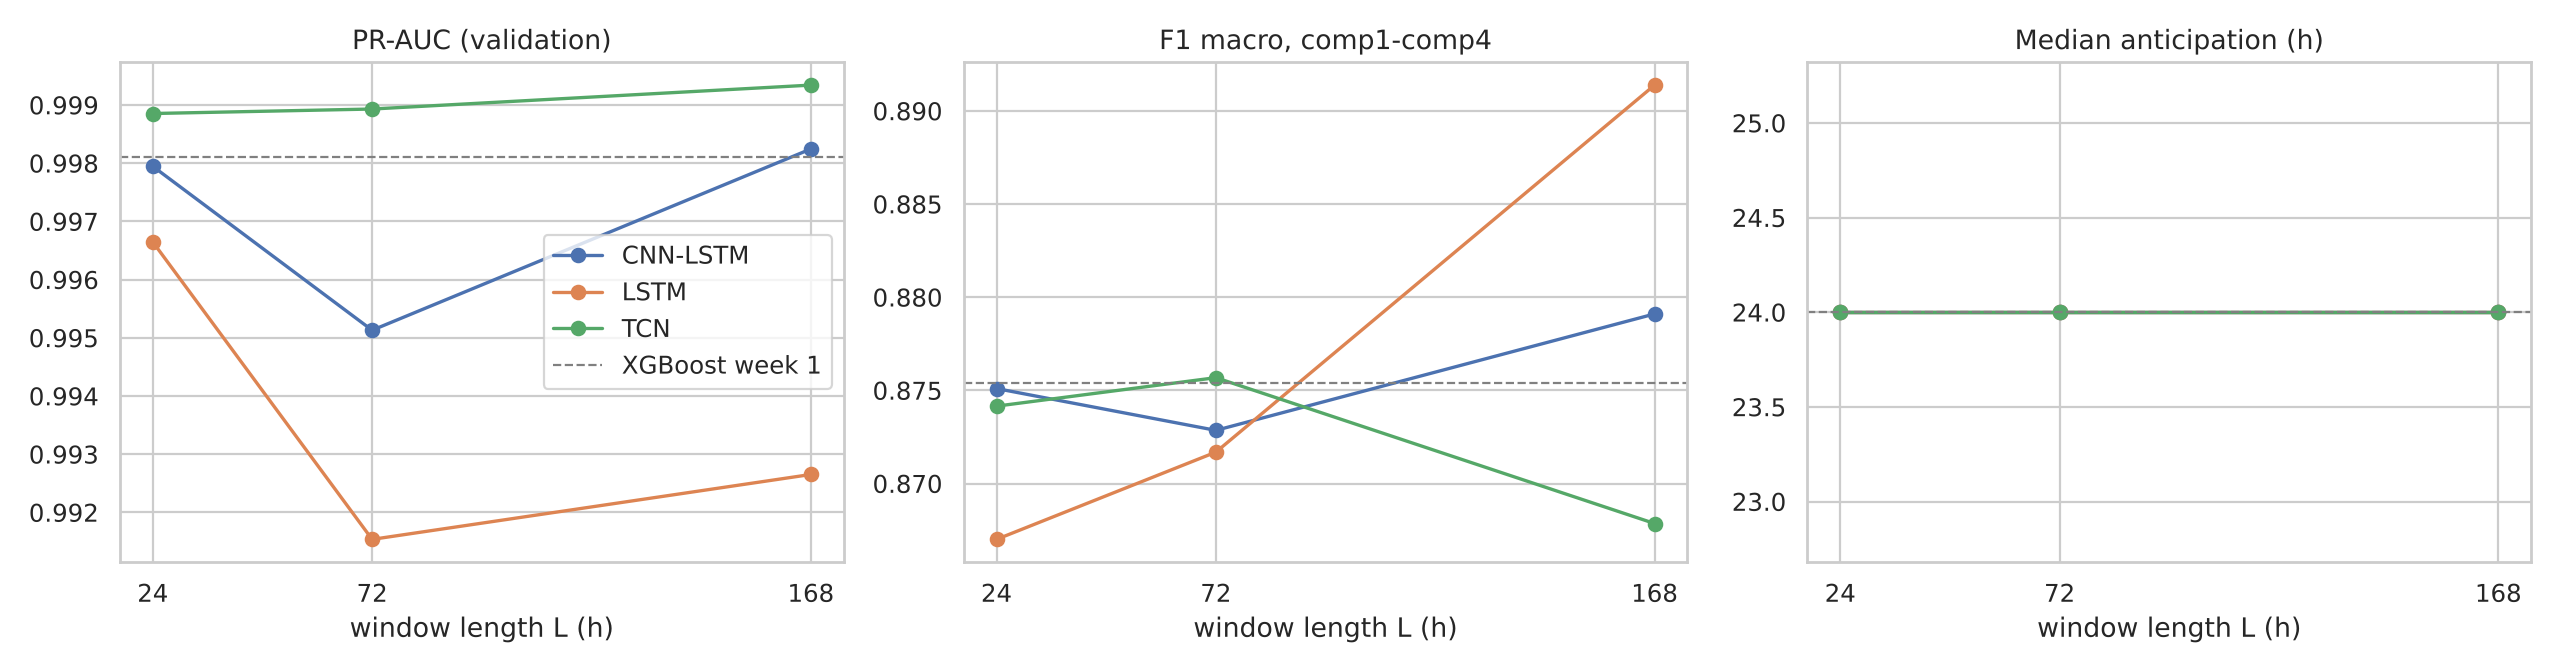 PR-AUC (validation)
0.999
0.998
0.997
0.996
0.995
0.994
0.993
0.992
CNN-LSTM
LSTM
TCN
XGBoost week 1
24
72
168
window length L (h)
F1 macro, comp1-comp4
0.890
0.885
0.880
0.875
0.870
24
72
168
window length L (h)
Median anticipation (h)
25.0
24.5
24.0
23.5
23.0
24
72
168
window length L (h)